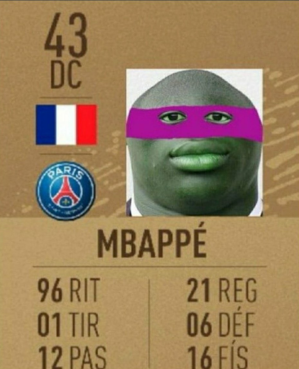 43
DC
PARIS
MBAPPÉ
96 RIT 21 REG
01 TIR 06 DÉF
12 PAS 16 FÍS